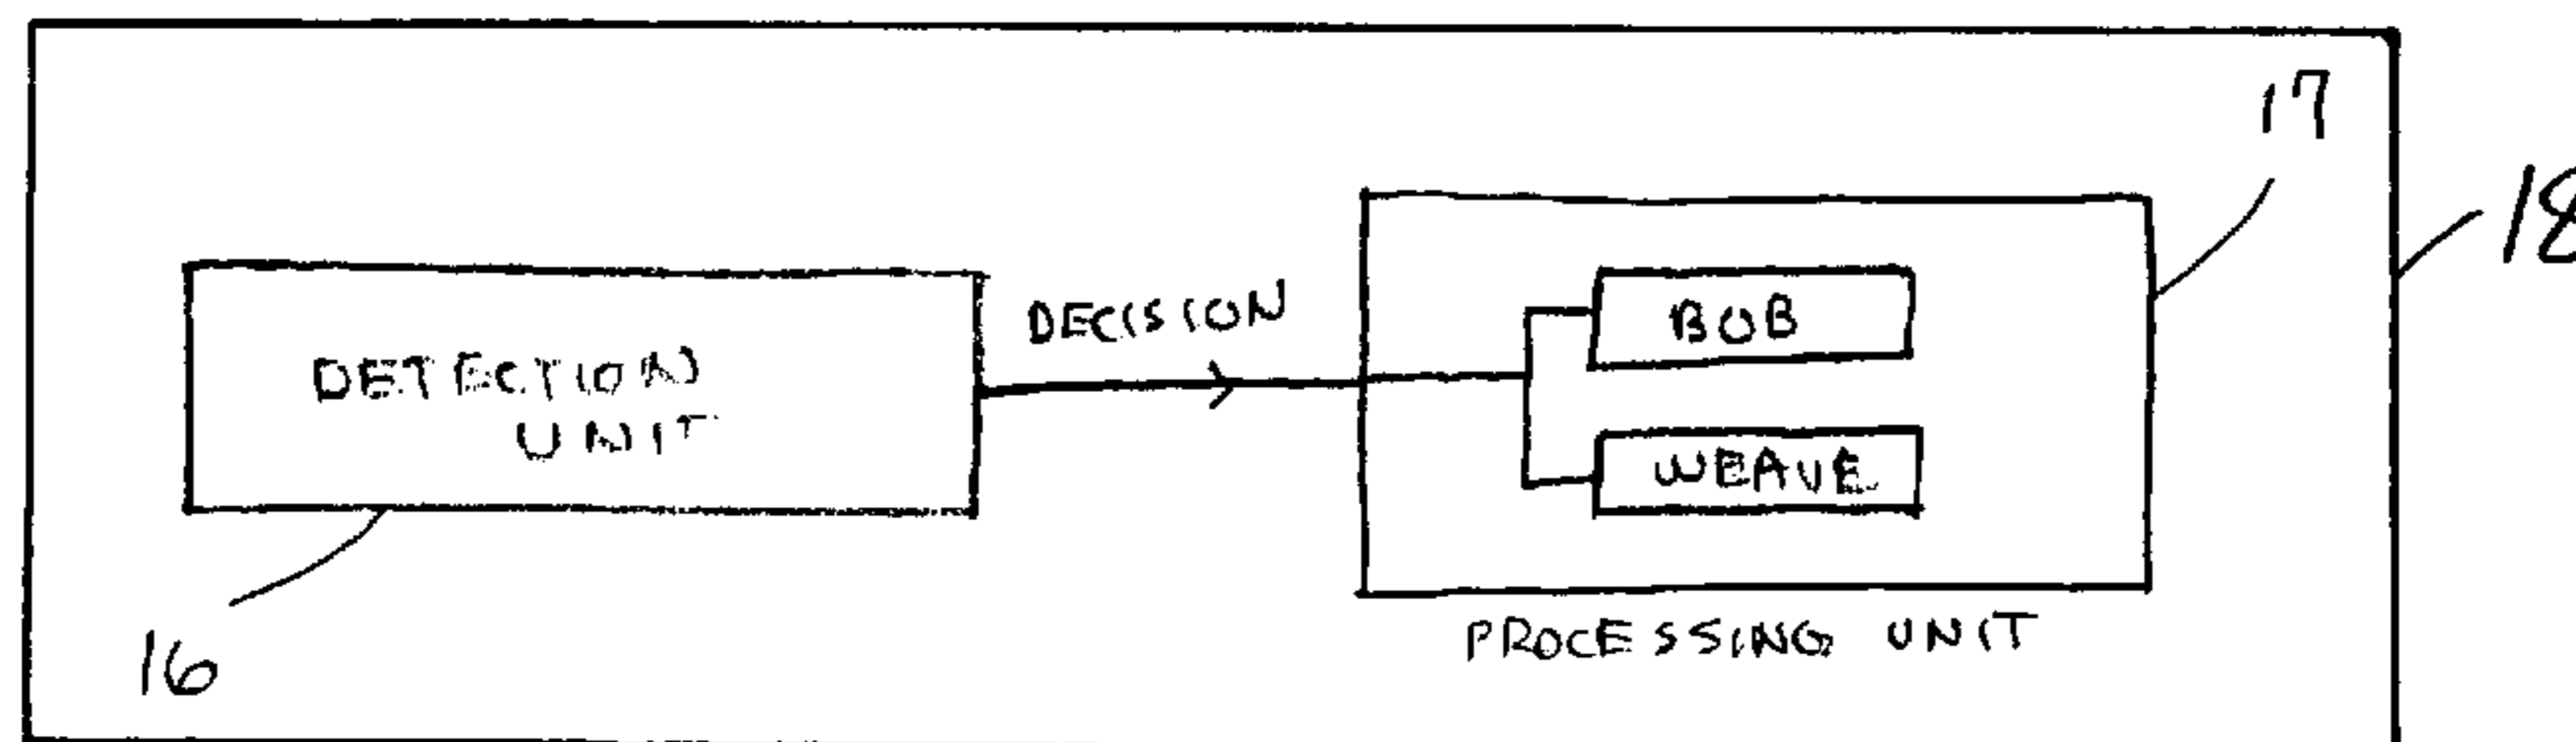 17
18
DECISION
BOB
DETECTION
UNIT
WEAVE
PROCESSING UNIT
16